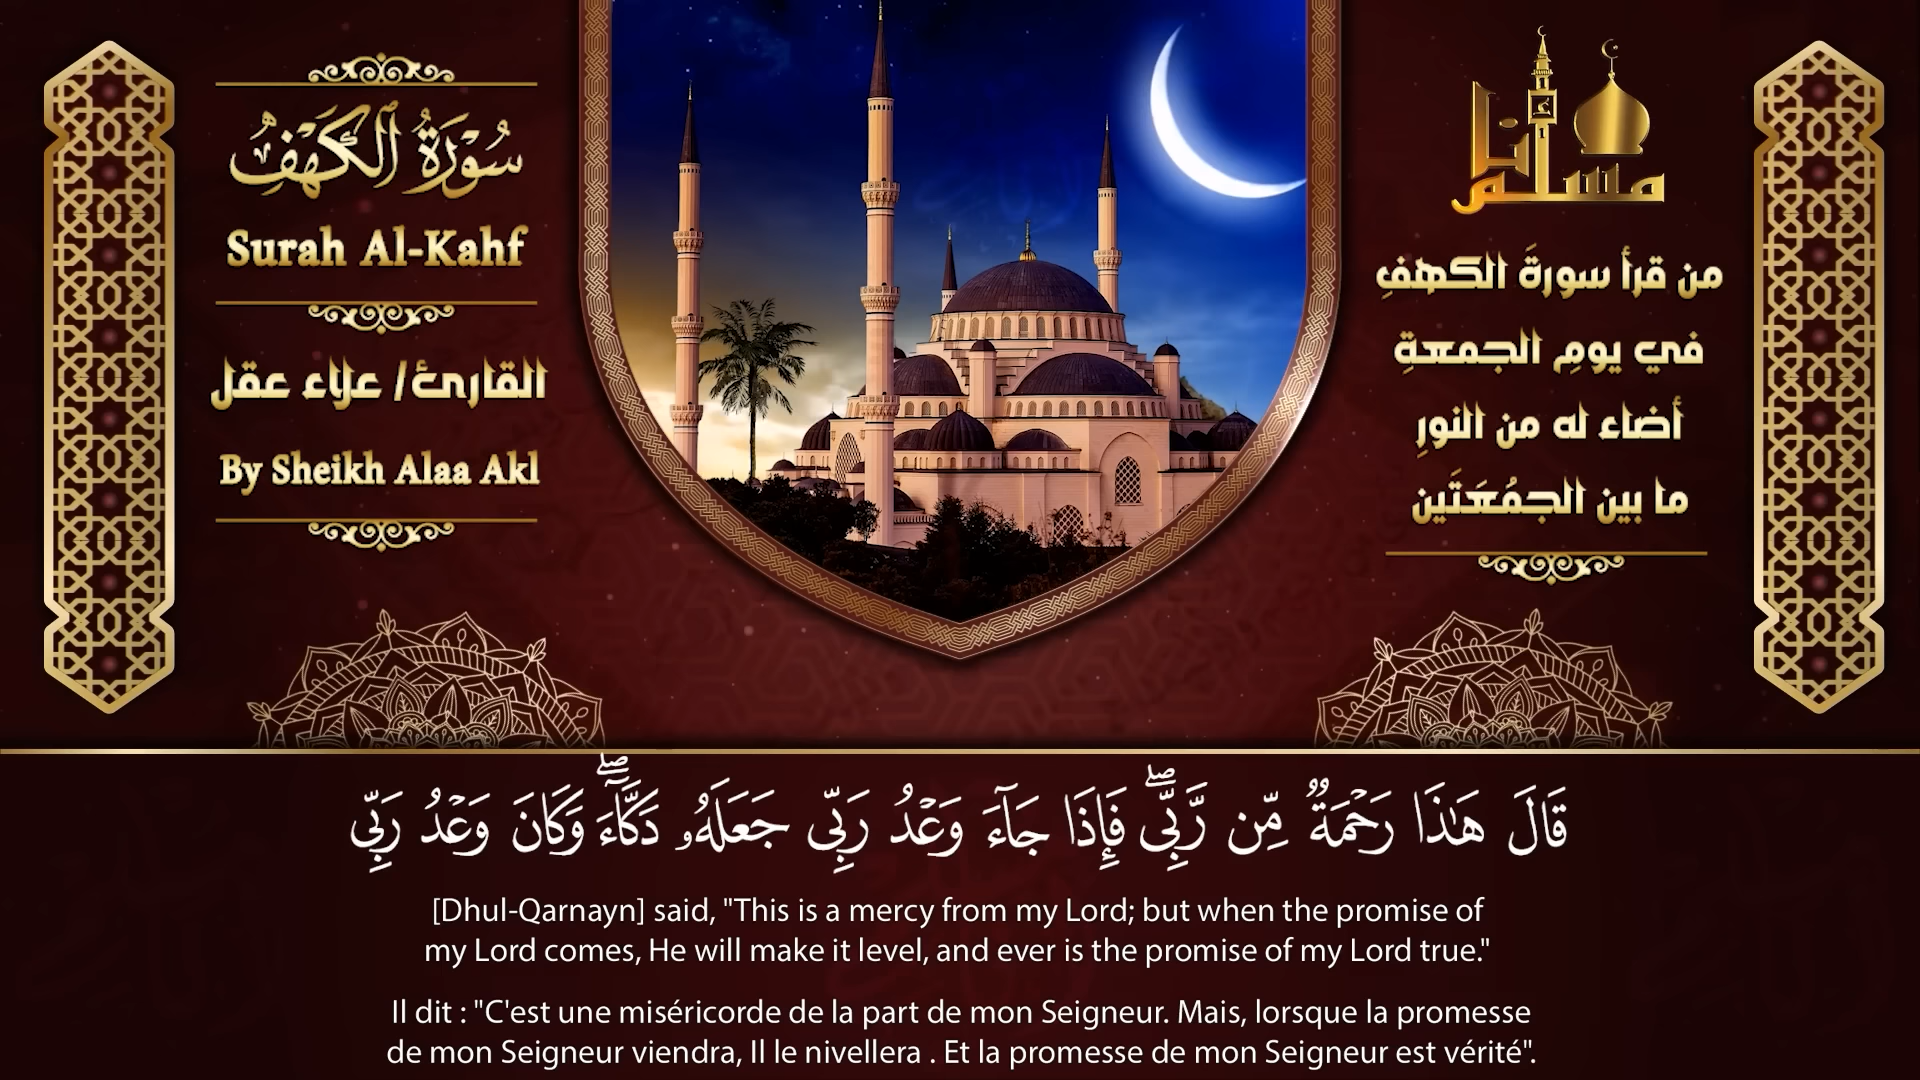 سُورَةُ الكَهْفِ
Surah Al-Kahf
القارئ/ علاء عقل
By Sheikh Alaa Akl
أنا مسلم
من قرأ سورةَ الكهفِ
في يومِ الجمعةِ
أضاء له من النورِ
ما بين الجمُعَتَين
قَالَ هَٰذَا رَحْمَةٌ مِّن رَّبِّي ۖ فَإِذَا جَآءَ وَعْدُ رَبِّي جَعَلَهُۥ دَكَّآءَ ۖ وَكَانَ وَعْدُ رَبِّي
[Dhul-Qarnayn] said, "This is a mercy from my Lord; but when the promise of
my Lord comes, He will make it level, and ever is the promise of my Lord true."
Il dit : "C'est une miséricorde de la part de mon Seigneur. Mais, lorsque la promesse
de mon Seigneur viendra, Il le nivellera . Et la promesse de mon Seigneur est vérité".